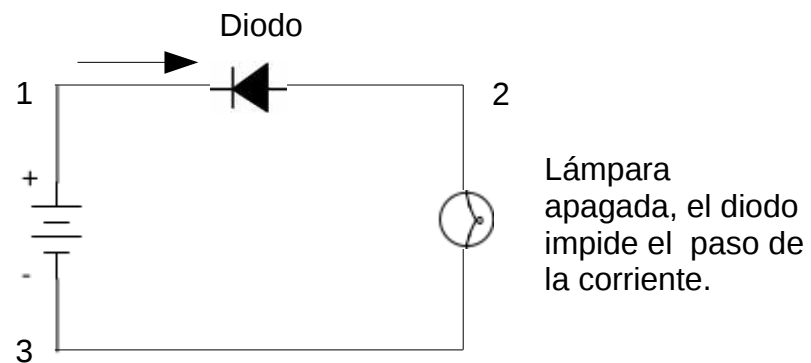 Diodo
1
2
+
Lámpara
apagada, el diodo
impide el paso de
la corriente.
-
3